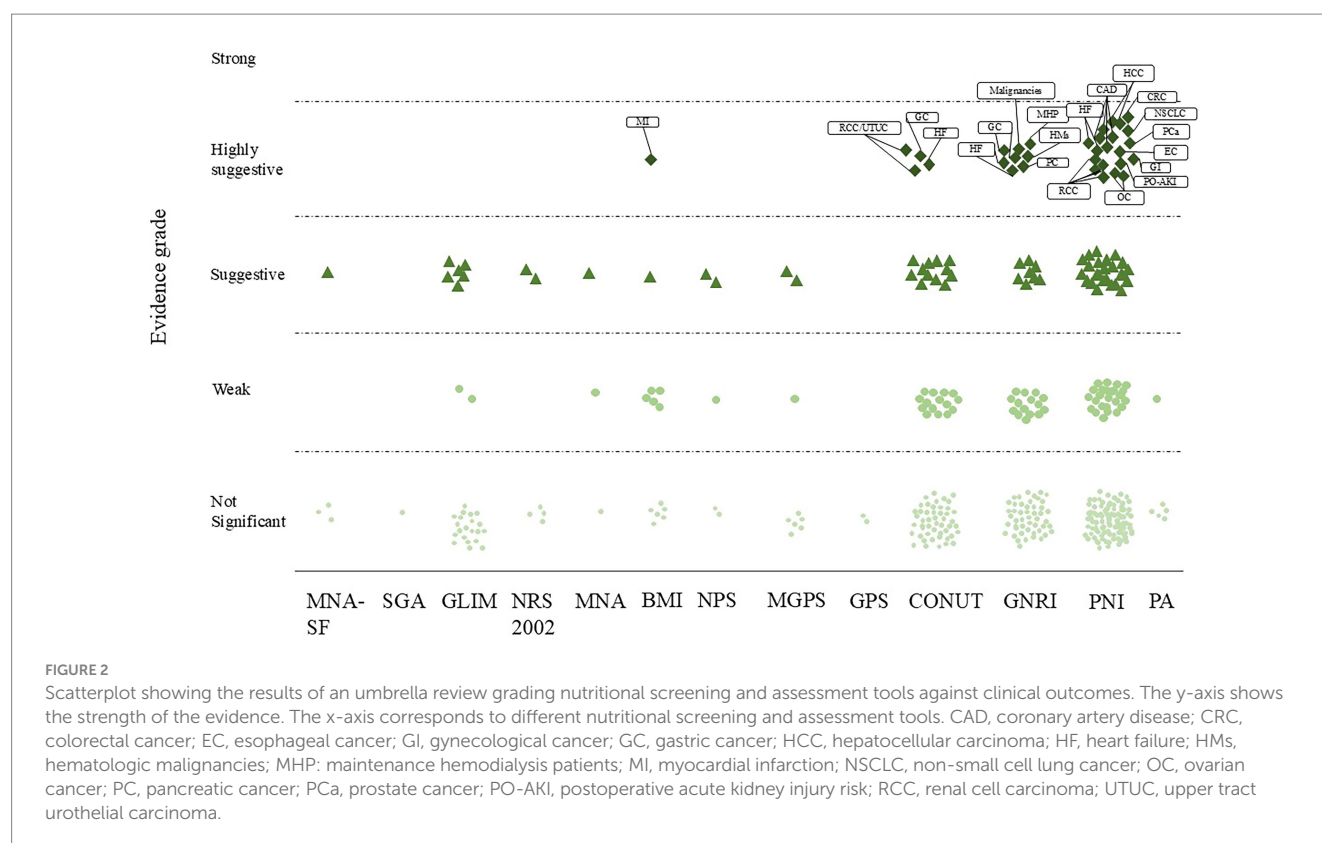 Strong
HCC
CAD
Malignancies
CRC
HF
MHP
NSCLC
GC
MI
GC
RCC/UTUC
HF
HMs
PCa
Highly
suggestive
HF
EC
PC
GI
PO-AKI
RCC
OC
Evidence grade
Suggestive
Weak
Not
Significant
MNA-
SF
SGA
GLIM
NRS
2002
MNA
BMI
NPS
MGPS
GPS
CONUT
GNRI
PNI
PA
FIGURE 2
Scatterplot showing the results of an umbrella review grading nutritional screening and assessment tools against clinical outcomes. The y-axis shows
the strength of the evidence. The x-axis corresponds to different nutritional screening and assessment tools. CAD, coronary artery disease; CRC,
colorectal cancer; EC, esophageal cancer; GI, gynecological cancer; GC, gastric cancer; HCC, hepatocellular carcinoma; HF, heart failure; HMs,
hematologic malignancies; MHP: maintenance hemodialysis patients; MI, myocardial infarction; NSCLC, non-small cell lung cancer; OC, ovarian
cancer; PC, pancreatic cancer; PCa, prostate cancer; PO-AKI, postoperative acute kidney injury risk; RCC, renal cell carcinoma; UTUC, upper tract
urothelial carcinoma.